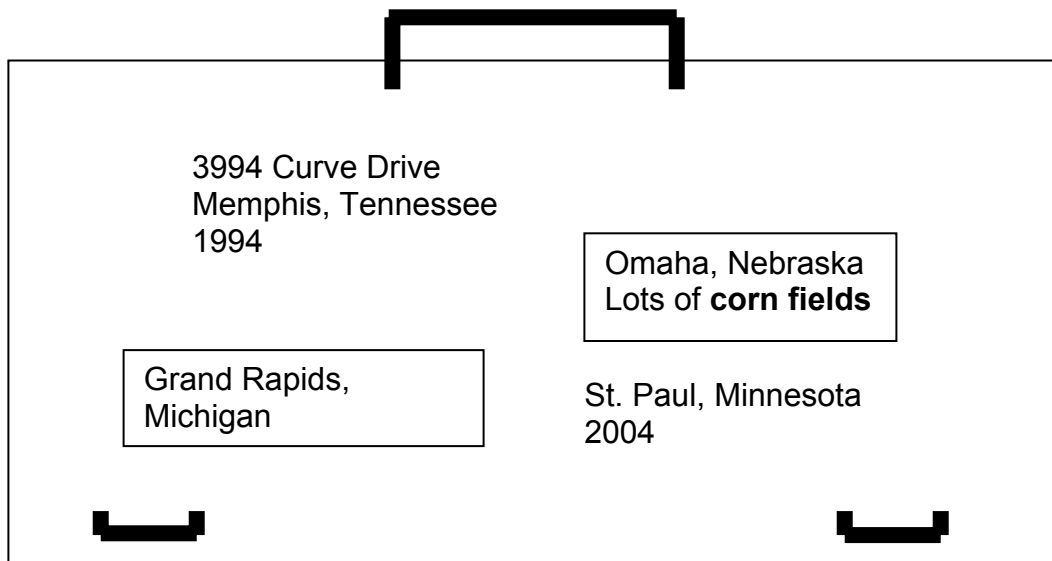 3994 Curve Drive
Memphis, Tennessee
1994
Omaha, Nebraska
Lots of corn fields
Grand Rapids,
Michigan
St. Paul, Minnesota
2004